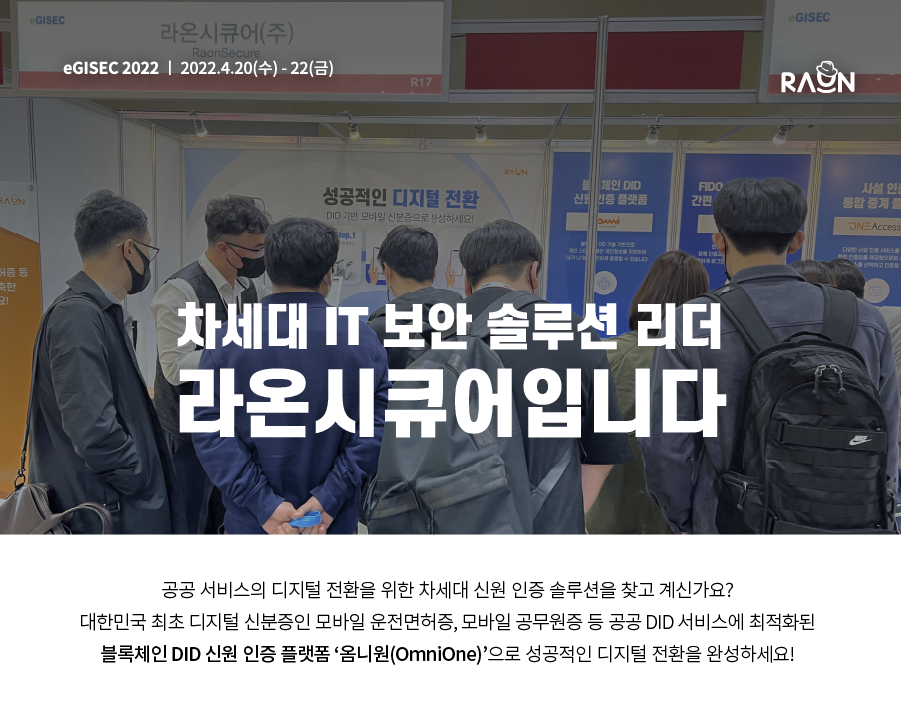 eGISEC
라온시큐어(주)
RaonSecure
R17
eGISEC
eGISEC 2022 | 2022.4.20(수) - 22(금)
RAON
RAON
성공적인 디지털 전환
DID 기반 모바일 신분증으로 완성하세요!
Step.1
블록체인 DID
신원 인증 플랫폼
Omni
FIDO
간편
사설 인
통합 중계 플
ONEAccess
RAON
차세대 IT 보안 솔루션 리더
라온시큐어입니다
공공 서비스의 디지털 전환을 위한 차세대 신원 인증 솔루션을 찾고 계신가요?
대한민국 최초 디지털 신분증인 모바일 운전면허증, 모바일 공무원증 등 공공 DID 서비스에 최적화된
블록체인 DID 신원 인증 플랫폼 ‘옴니원(OmniOne)’으로 성공적인 디지털 전환을 완성하세요!